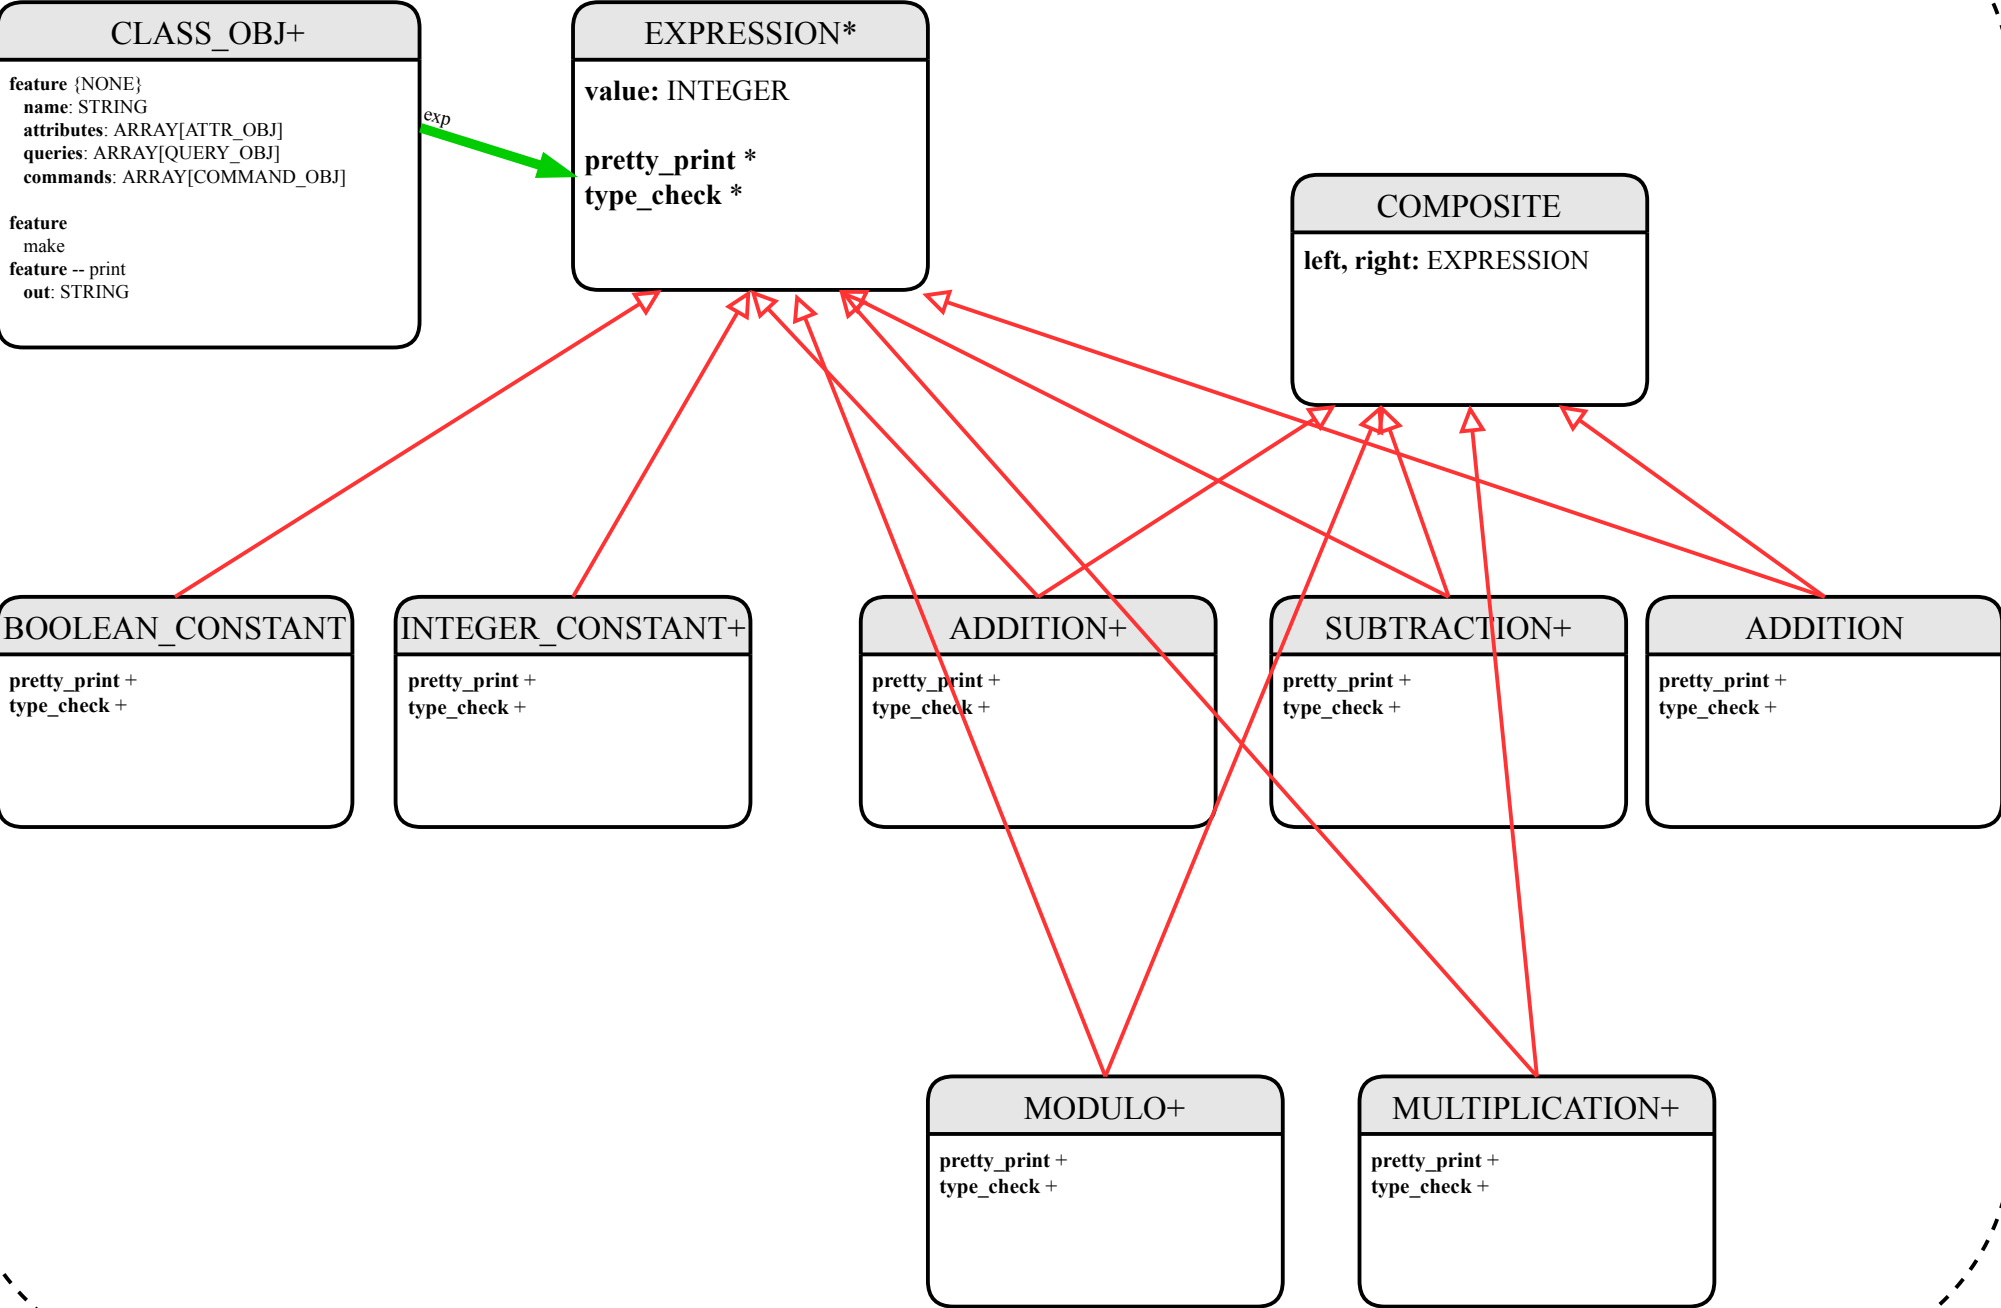 CLASS_OBJ+
feature {NONE}
name: STRING
attributes: ARRAY[ATTR_OBJ]
queries: ARRAY[QUERY_OBJ]
commands: ARRAY[COMMAND_OBJ]
feature
make
feature -- print
out: STRING
exp
EXPRESSION*
value: INTEGER
pretty_print *
type_check *
COMPOSITE
left, right: EXPRESSION
BOOLEAN_CONSTANT
pretty_print +
type_check +
INTEGER_CONSTANT+
pretty_print +
type_check +
ADDITION+
pretty_print +
type_check +
SUBTRACTION+
pretty_print +
type_check +
ADDITION
pretty_print +
type_check +
MODULO+
pretty_print +
type_check +
MULTIPLICATION+
pretty_print +
type_check +